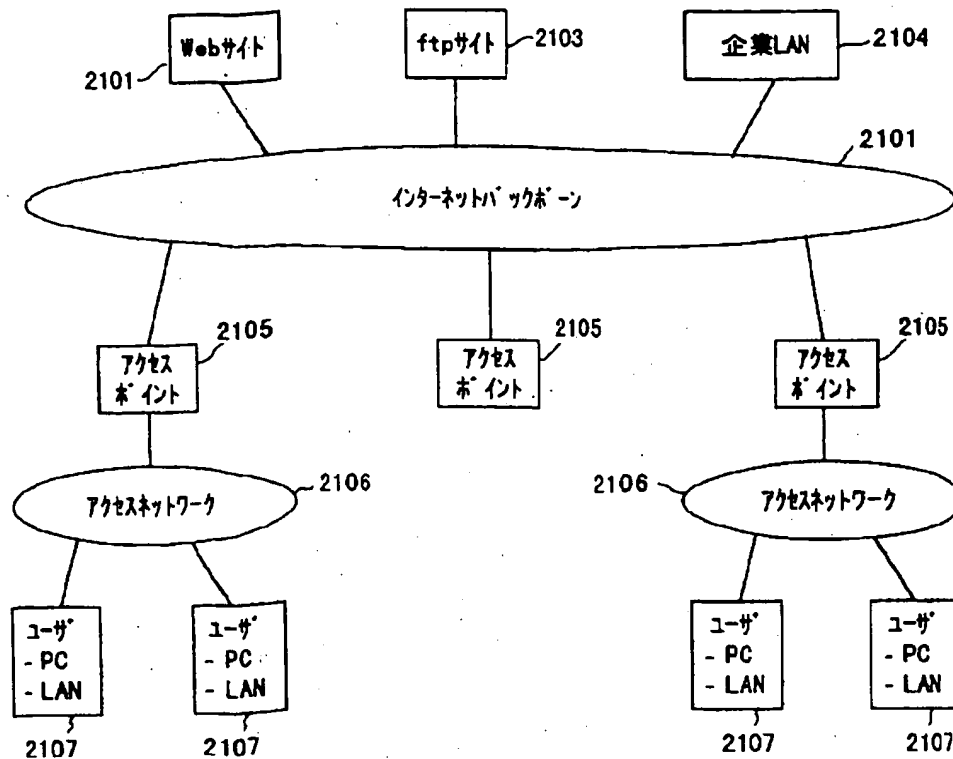 Webサイト
2101
ftpサイト
2103
企業LAN
2104
2101
インターネットバックボーン
2105
アクセス
ポイント
2105
アクセス
ポイント
2105
アクセス
ポイント
2106
アクセスネットワーク
2106
アクセスネットワーク
ユーザ
- PC
- LAN
2107
ユーザ
- PC
- LAN
2107
ユーザ
- PC
- LAN
2107
ユーザ
- PC
- LAN
2107